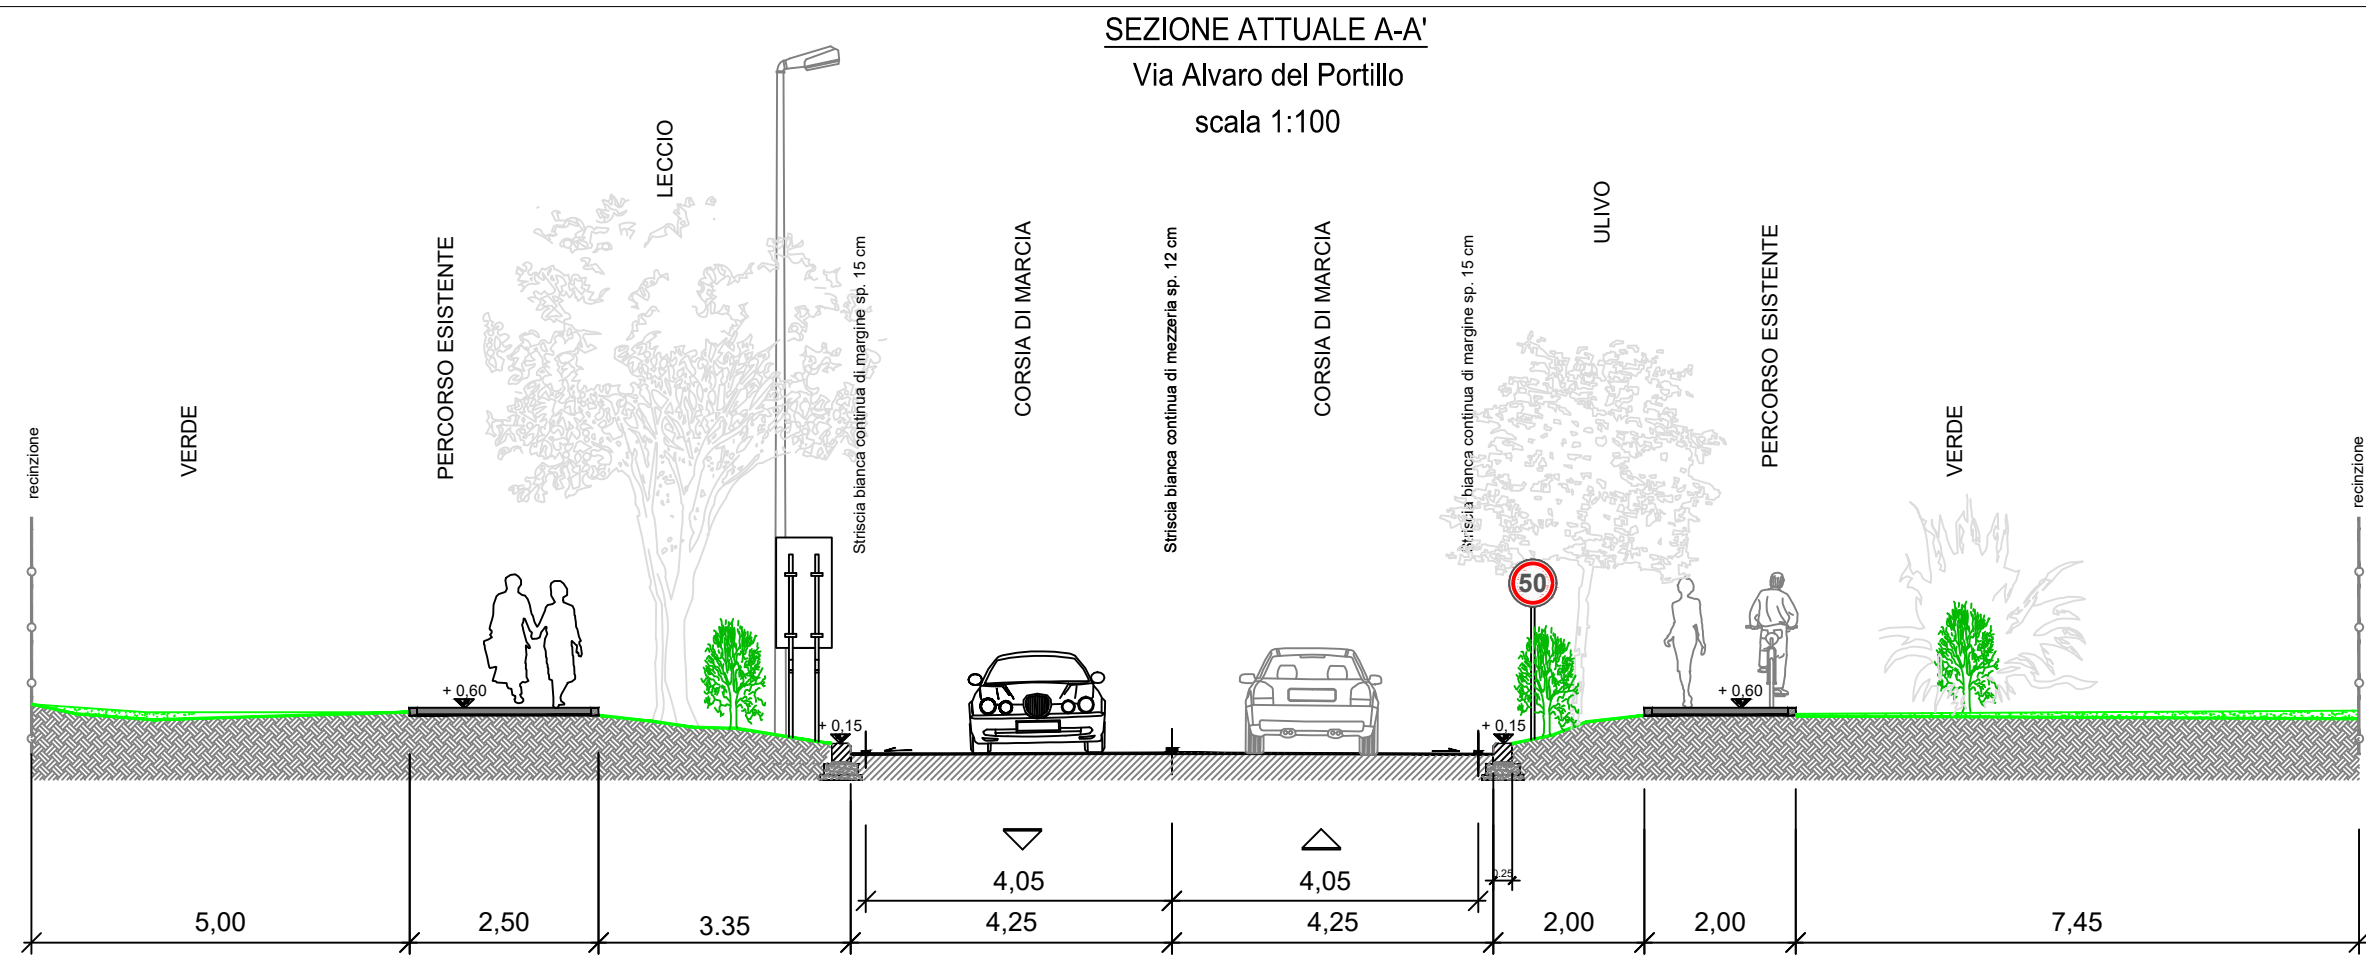 SEZIONE ATTUALE A-A'
Via Alvaro del Portillo
scala 1:100
recinzione
VERDE
PERCORSO ESISTENTE
LECCIO
Striscia bianca continua di margine sp. 15 cm
CORSIA DI MARCIA
Striscia bianca continua di mezzeria sp. 12 cm
CORSIA DI MARCIA
Striscia bianca continua di margine sp. 15 cm
ULIVO
PERCORSO ESISTENTE
VERDE
recinzione
50
+ 0,60
+ 0,15
+ 0,15
+ 0,60
4,05
4,05
0.25
5,00
2,50
3.35
4,25
4,25
2,00
2,00
7,45